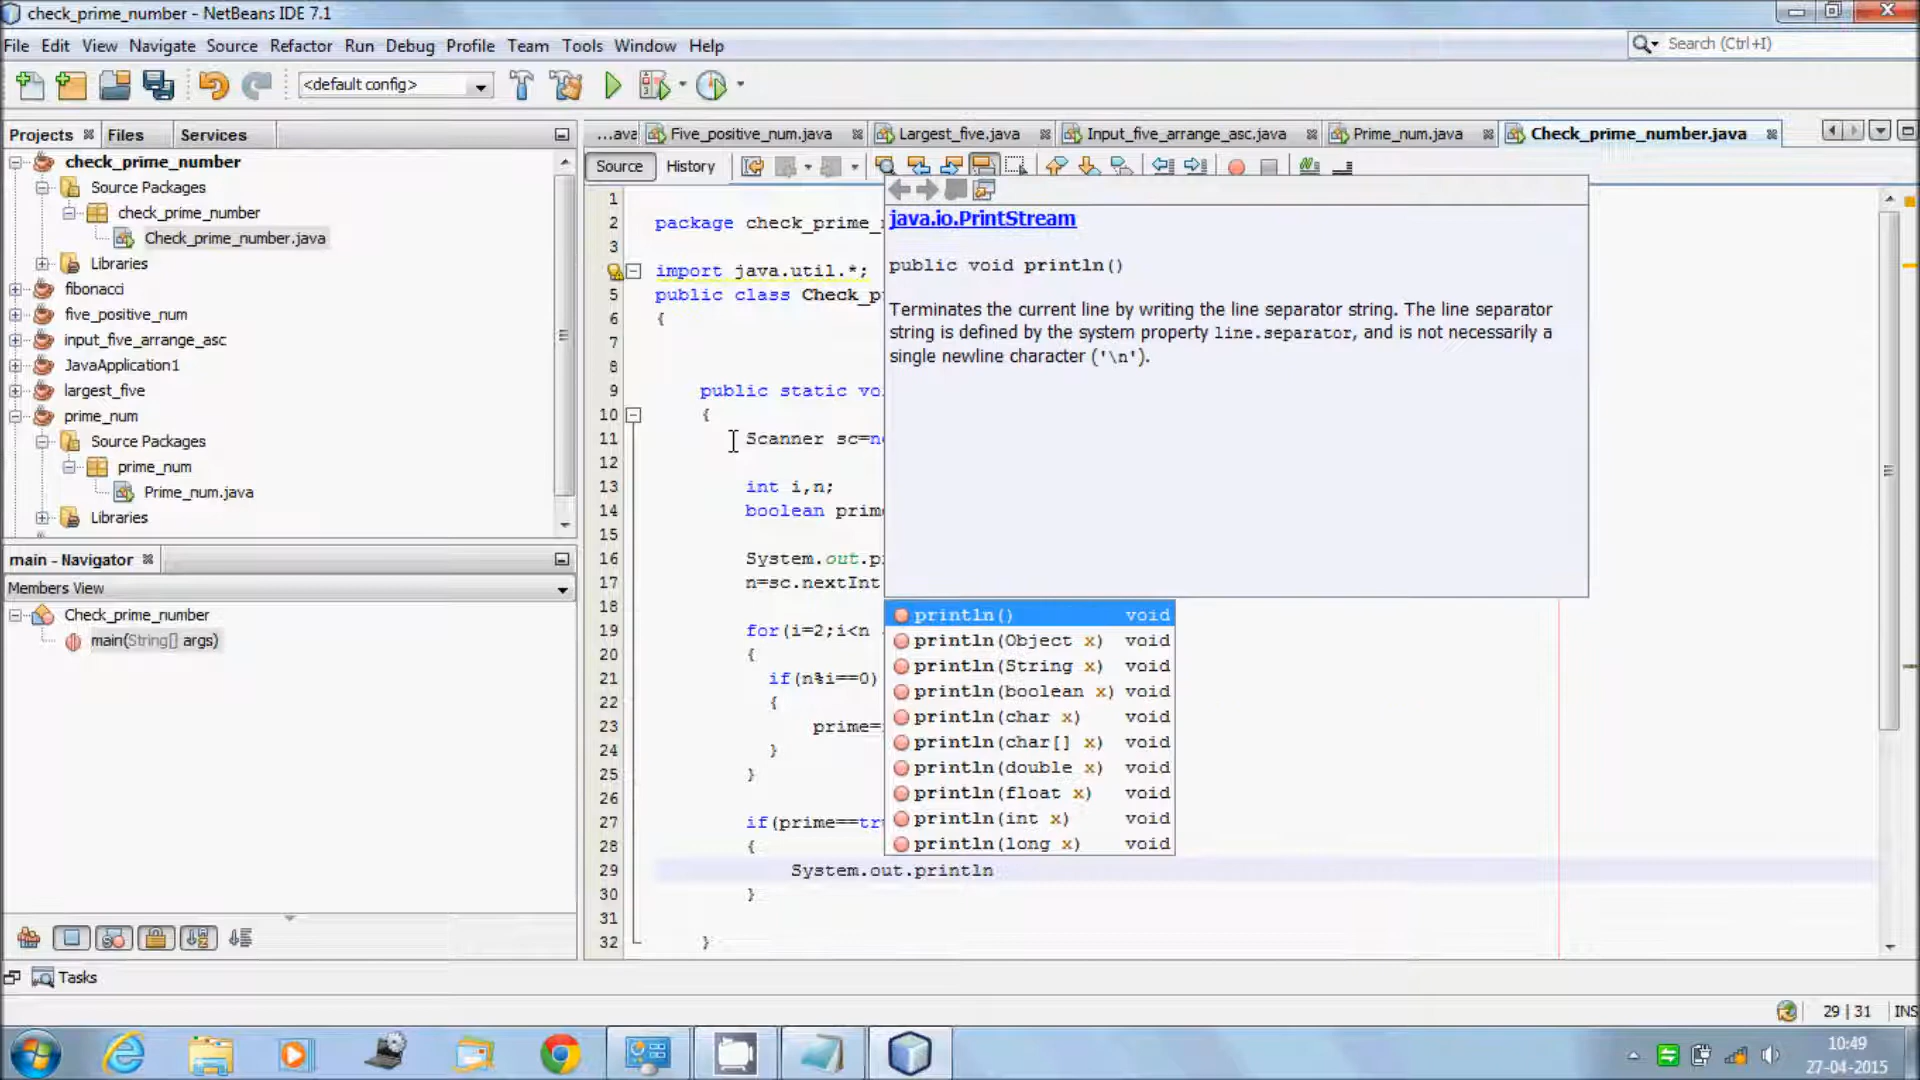 check_prime_number - NetBeans IDE 7.1
File Edit View Navigate Source Refactor Run Debug Profile Team Tools Window Help
Search (Ctrl+I)
<default config>
Projects Files Services
...ava Five_positive_num.java Largest_five.java Input_five_arrange_asc.java Prime_num.java Check_prime_number.java
Source History
check_prime_number
Source Packages
check_prime_number
Check_prime_number.java
Libraries
fibonacci
five_positive_num
input_five_arrange_asc
JavaApplication1
largest_five
prime_num
Source Packages
prime_num
Prime_num.java
Libraries
main - Navigator
Members View
Check_prime_number
main(String[] args)
1
2 package check_prime_
3
import java.util.*;
5 public class Check_p
6 {
7
8
9 public static vo
10 {
11 Scanner sc=n
12
13 int i,n;
14 boolean prim
15
16 System.out.p
17 n=sc.nextInt
18
19 for(i=2;i<n
20 {
21 if(n%i==0)
22 {
23 prime=
24 }
25 }
26
27 if(prime==tr
28 {
29 System.out.println
30 }
31
32 }
java.io.PrintStream
public void println()
Terminates the current line by writing the line separator string. The line separator
string is defined by the system property line.separator, and is not necessarily a
single newline character ('\n').
println() void
println(Object x) void
println(String x) void
println(boolean x) void
println(char x) void
println(char[] x) void
println(double x) void
println(float x) void
println(int x) void
println(long x) void
Tasks
29 | 31 INS
10:49
27-04-2015